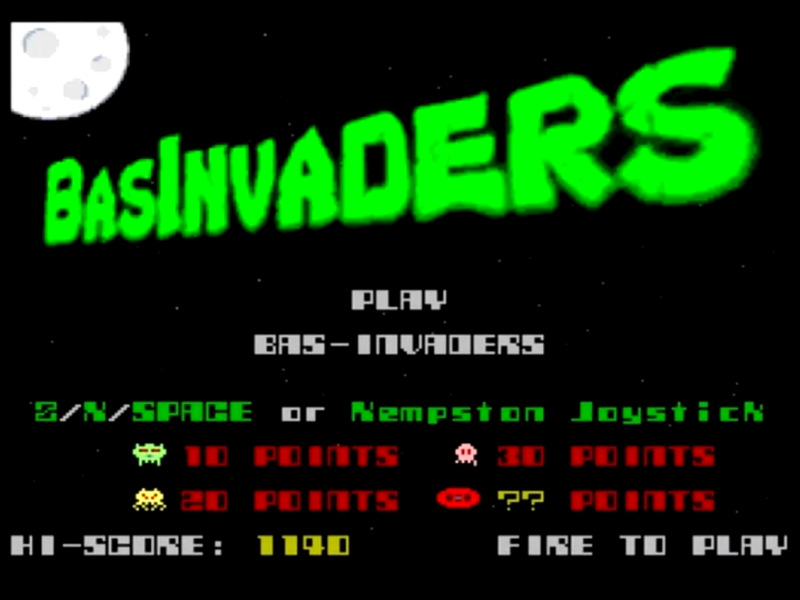 BASINVADERS
PLAY
BAS-INVADERS
Z/X/SPACE or Kempston Joystick
10 POINTS 30 POINTS
20 POINTS ?? POINTS
HI-SCORE: 1190 FIRE TO PLAY